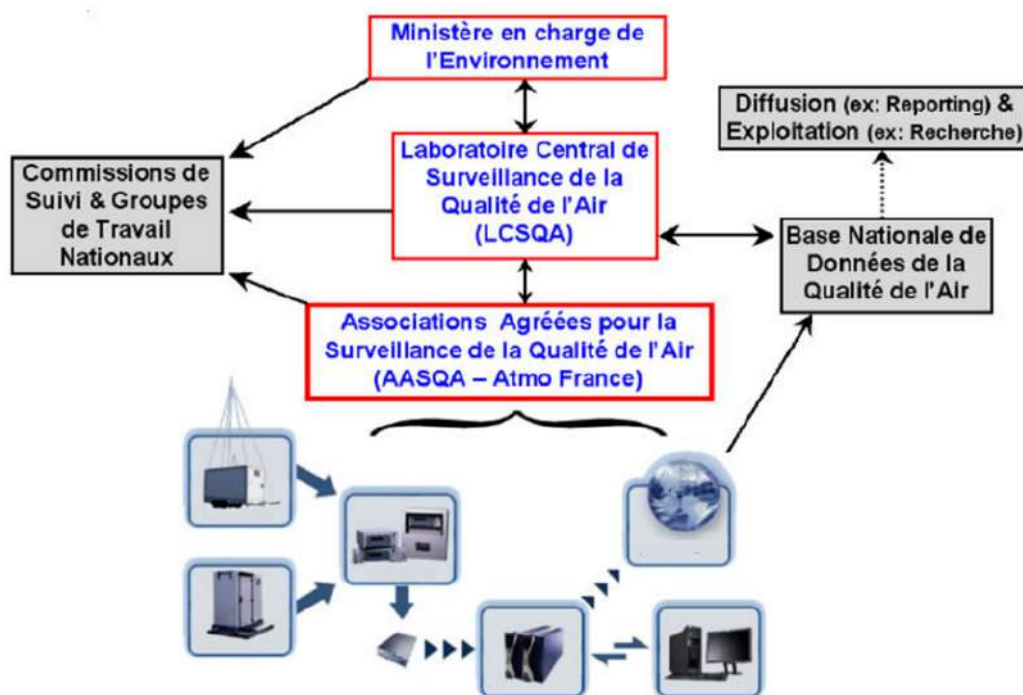 Ministère en charge de
l'Environnement
Diffusion (ex: Reporting) &
Exploitation (ex: Recherche)
Laboratoire Central de
Surveillance de la
Qualité de l'Air
(LCSQA)
Commissions de
Suivi & Groupes
de Travail
Nationaux
Base Nationale de
Données de la
Qualité de l'Air
Associations Agréées pour la
Surveillance de la Qualité de l'Air
(AASQA – Atmo France)